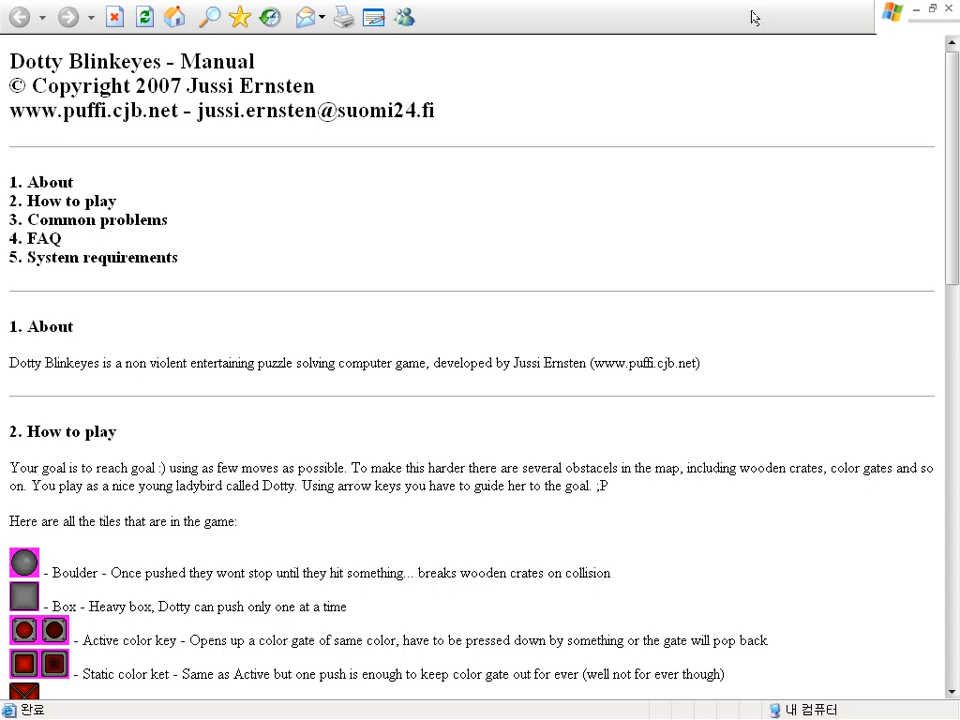 Dotty Blinkeyes - Manual
© Copyright 2007 Jussi Ernsten
www.puffi.cjb.net - jussi.ernsten@suomi24.fi
1. About
2. How to play
3. Common problems
4. FAQ
5. System requirements
1. About
Dotty Blinkeyes is a non violent entertaining puzzle solving computer game, developed by Jussi Ernsten (www.puffi.cjb.net)
2. How to play
Your goal is to reach goal :) using as few moves as possible. To make this harder there are several obstacels in the map, including wooden crates, color gates and so
on. You play as a nice young ladybird called Dotty. Using arrow keys you have to guide her to the goal. ;P
Here are all the tiles that are in the game:
- Boulder - Once pushed they wont stop until they hit something... breaks wooden crates on collision
- Box - Heavy box, Dotty can push only one at a time
- Active color key - Opens up a color gate of same color, have to be pressed down by something or the gate will pop back
- Static color ket - Same as Active but one push is enough to keep color gate out for ever (well not for ever though)
완료
내 컴퓨터